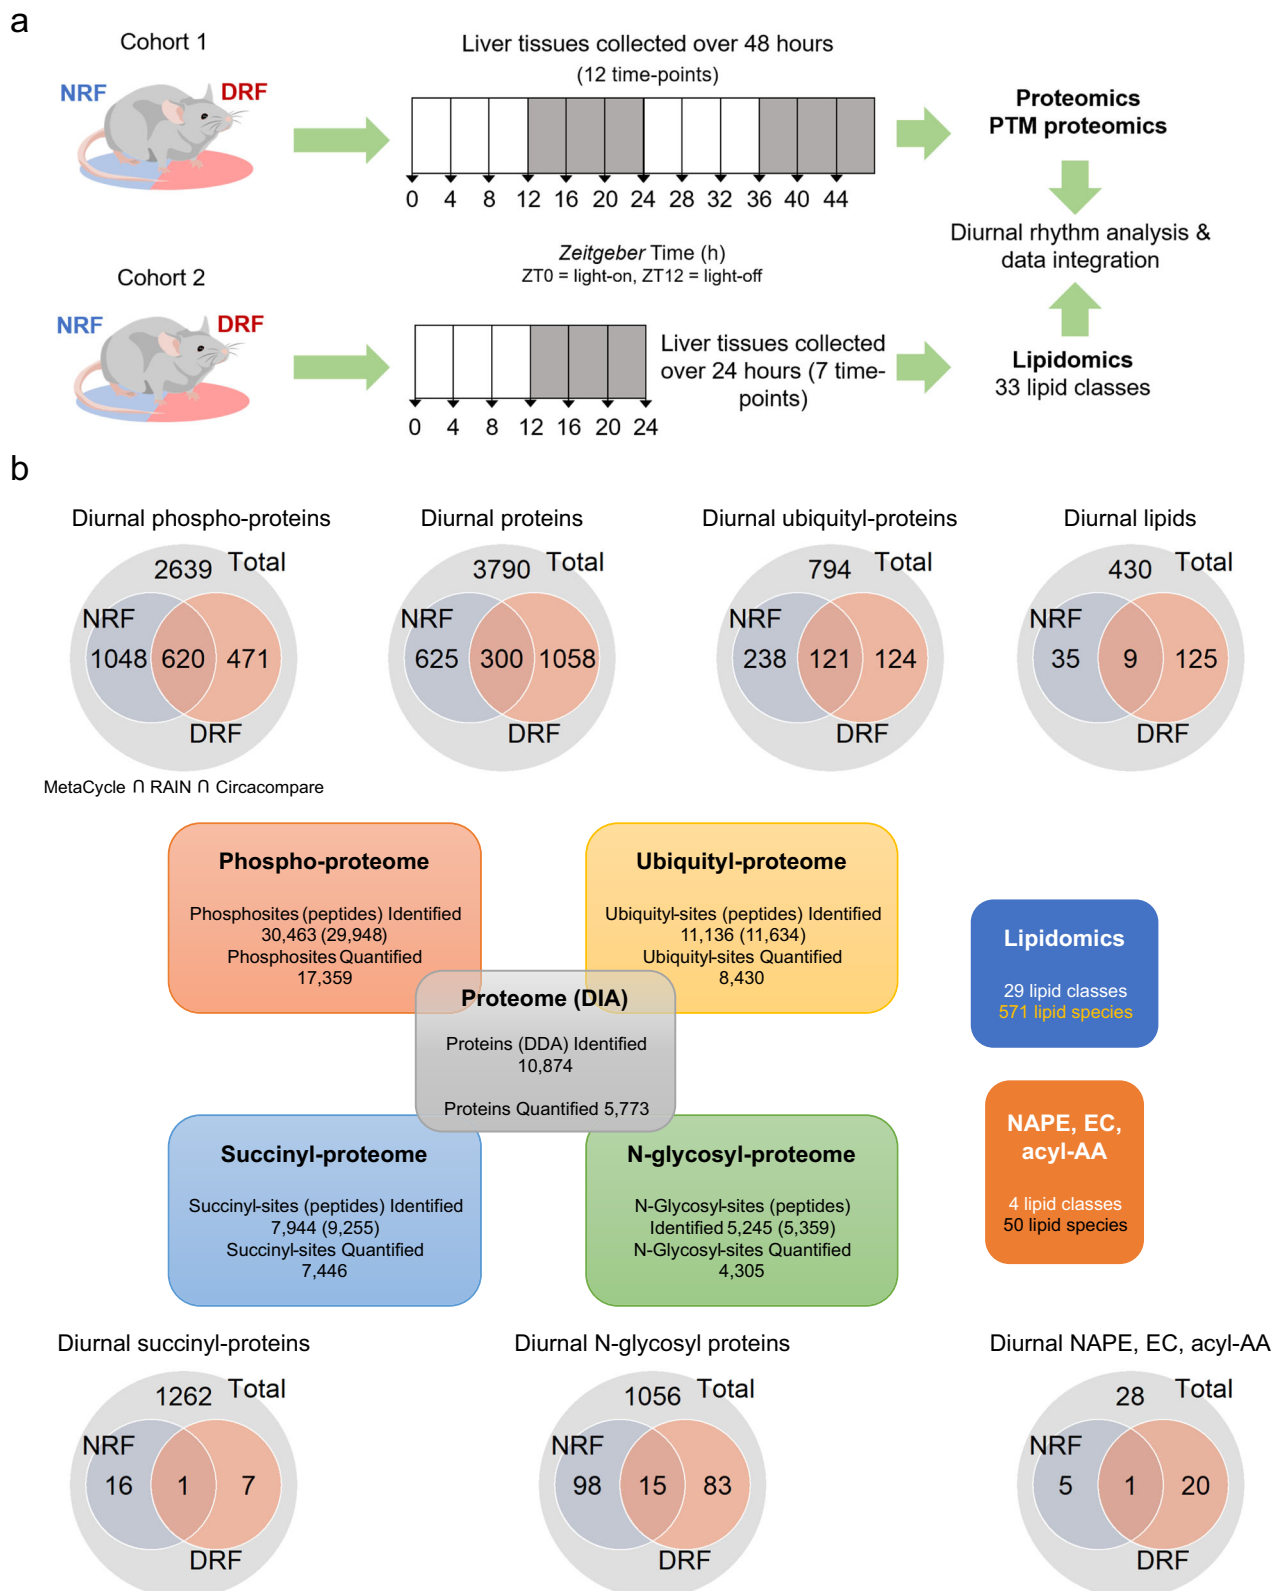 a
Cohort 1
NRF
DRF
Liver tissues collected over 48 hours
(12 time-points)
0 4 8 12 16 20 24 28 32 36 40 44
Proteomics
PTM proteomics
Diurnal rhythm analysis &
data integration
Zeitgeber Time (h)
ZT0 = light-on, ZT12 = light-off
Cohort 2
NRF
DRF
0 4 8 12 16 20 24
Liver tissues collected
over 24 hours (7 time-
points)
Lipidomics
33 lipid classes
b
Diurnal phospho-proteins
2639 Total
NRF
1048 620 471
DRF
Diurnal proteins
3790 Total
NRF
625 300 1058
DRF
Diurnal ubiquityl-proteins
794 Total
NRF
238 121 124
DRF
Diurnal lipids
430 Total
NRF
35 9 125
DRF
MetaCycle ∩ RAIN ∩ Circacompare
Phospho-proteome
Phosphosites (peptides) Identified
30,463 (29,948)
Phosphosites Quantified
17,359
Ubiquityl-proteome
Ubiquityl-sites (peptides) Identified
11,136 (11,634)
Ubiquityl-sites Quantified
8,430
Proteome (DIA)
Proteins (DDA) Identified
10,874
Proteins Quantified 5,773
Succinyl-proteome
Succinyl-sites (peptides) Identified
7,944 (9,255)
Succinyl-sites Quantified
7,446
N-glycosyl-proteome
N-Glycosyl-sites (peptides)
Identified 5,245 (5,359)
N-Glycosyl-sites Quantified
4,305
Lipidomics
29 lipid classes
571 lipid species
NAPE, EC,
acyl-AA
4 lipid classes
50 lipid species
Diurnal succinyl-proteins
1262 Total
NRF
16 1 7
DRF
Diurnal N-glycosyl proteins
1056 Total
NRF
98 15 83
DRF
Diurnal NAPE, EC, acyl-AA
28 Total
NRF
5 1 20
DRF